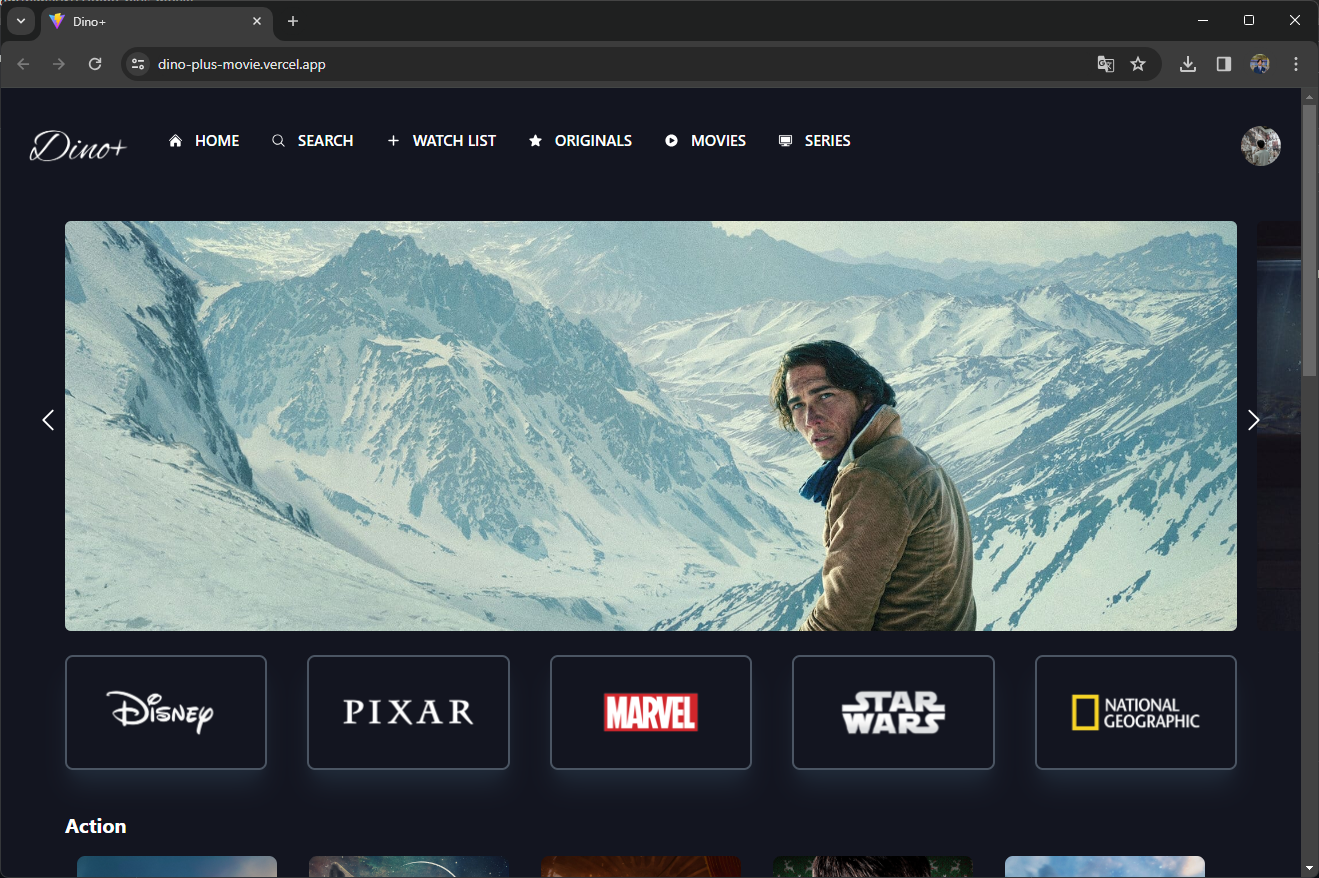 Dino+
dino-plus-movie.vercel.app
Dino+
HOME
SEARCH
WATCH LIST
ORIGINALS
MOVIES
SERIES
DISNEY
PIXAR
MARVEL
STAR
WARS
NATIONAL
GEOGRAPHIC
Action